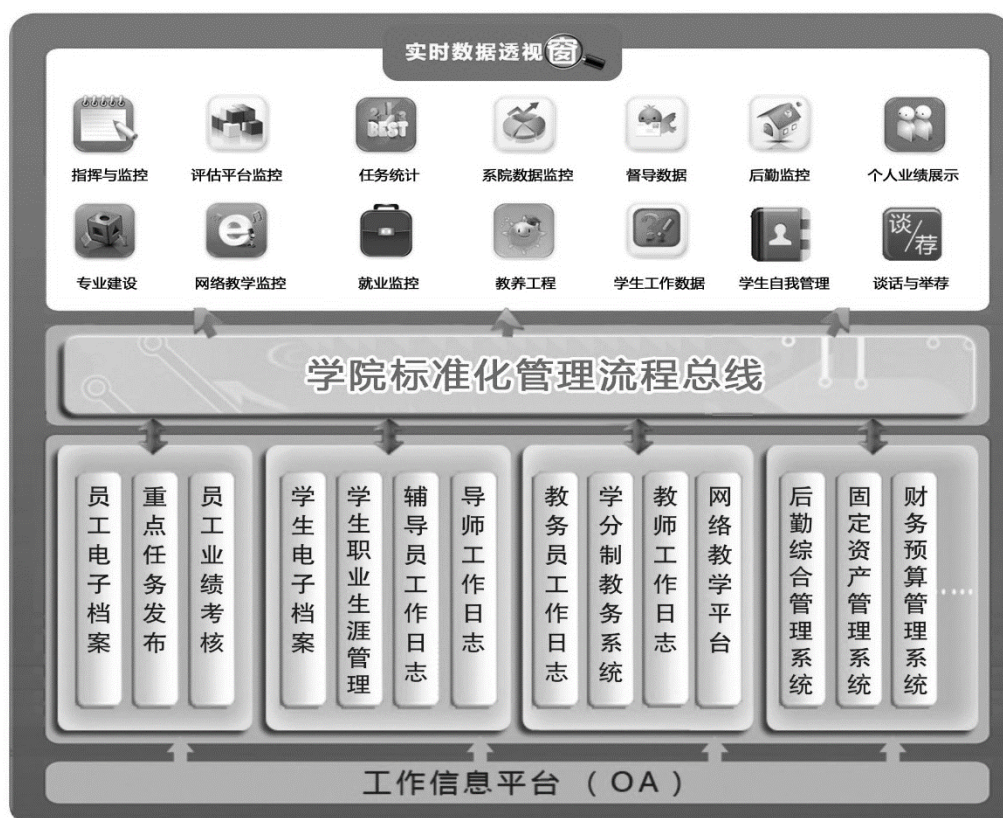 实时数据透视窗
指挥与监控 评估平台监控 任务统计 系院数据监控 督导数据 后勤监控 个人业绩展示
谈/荐
专业建设 网络教学监控 就业监控 教养工程 学生工作数据 学生自我管理 谈话与举荐
学院标准化管理流程总线
员工电子档案
重点任务发布
员工业绩考核
学生电子档案
学生职业生涯管理
辅导员工作日志
导师工作日志
教务员工作日志
学分制教务系统
教师工作日志
网络教学平台
后勤综合管理系统
固定资产管理系统
财务预算管理系统
……
工作信息平台（OA）